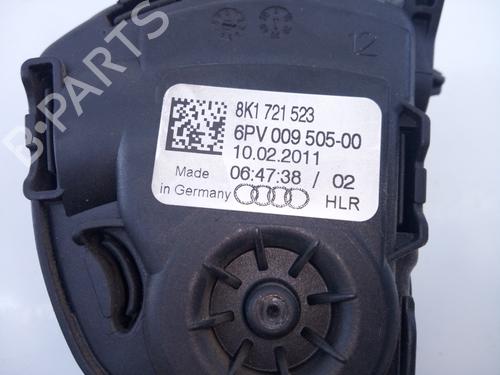 B-PARTS
12
8K1 721 523
6PV 009 505-00
10.02.2011
Made 06:47:38 / 02
in Germany HLR